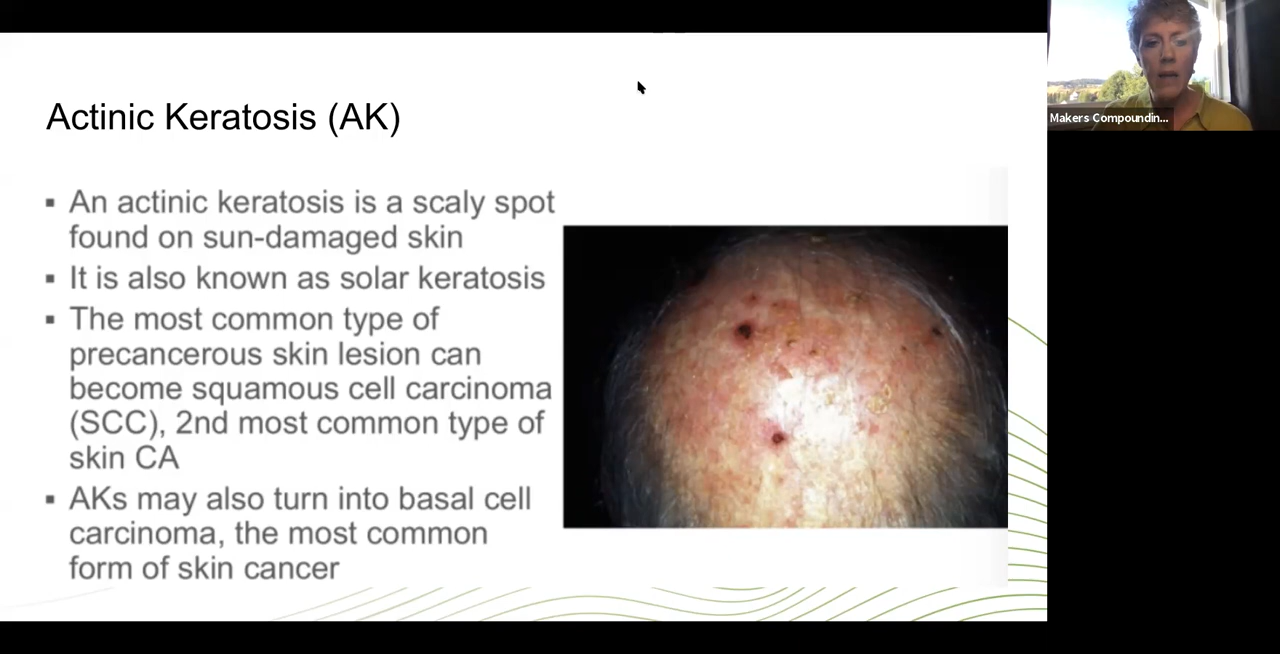 Actinic Keratosis (AK)
▪ An actinic keratosis is a scaly spot
found on sun-damaged skin
▪ It is also known as solar keratosis
▪ The most common type of
precancerous skin lesion can
become squamous cell carcinoma
(SCC), 2nd most common type of
skin CA
▪ AKs may also turn into basal cell
carcinoma, the most common
form of skin cancer
Makers Compoundin...